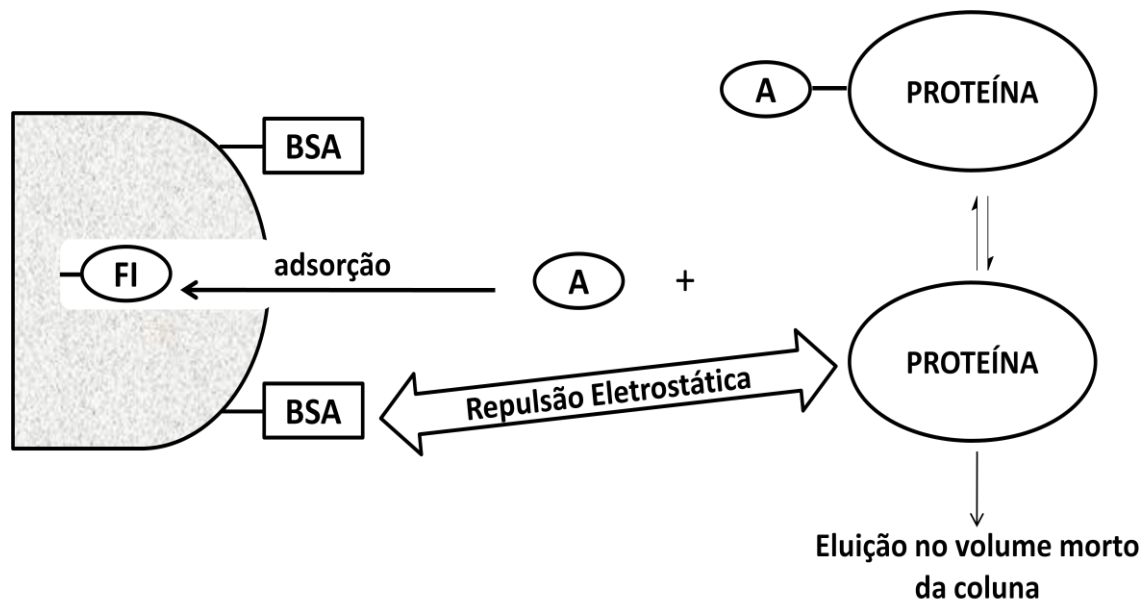 A
PROTEÍNA
BSA
FI
adsorção
A
+
PROTEÍNA
BSA
Repulsão Eletrostática
Eluição no volume morto
da coluna